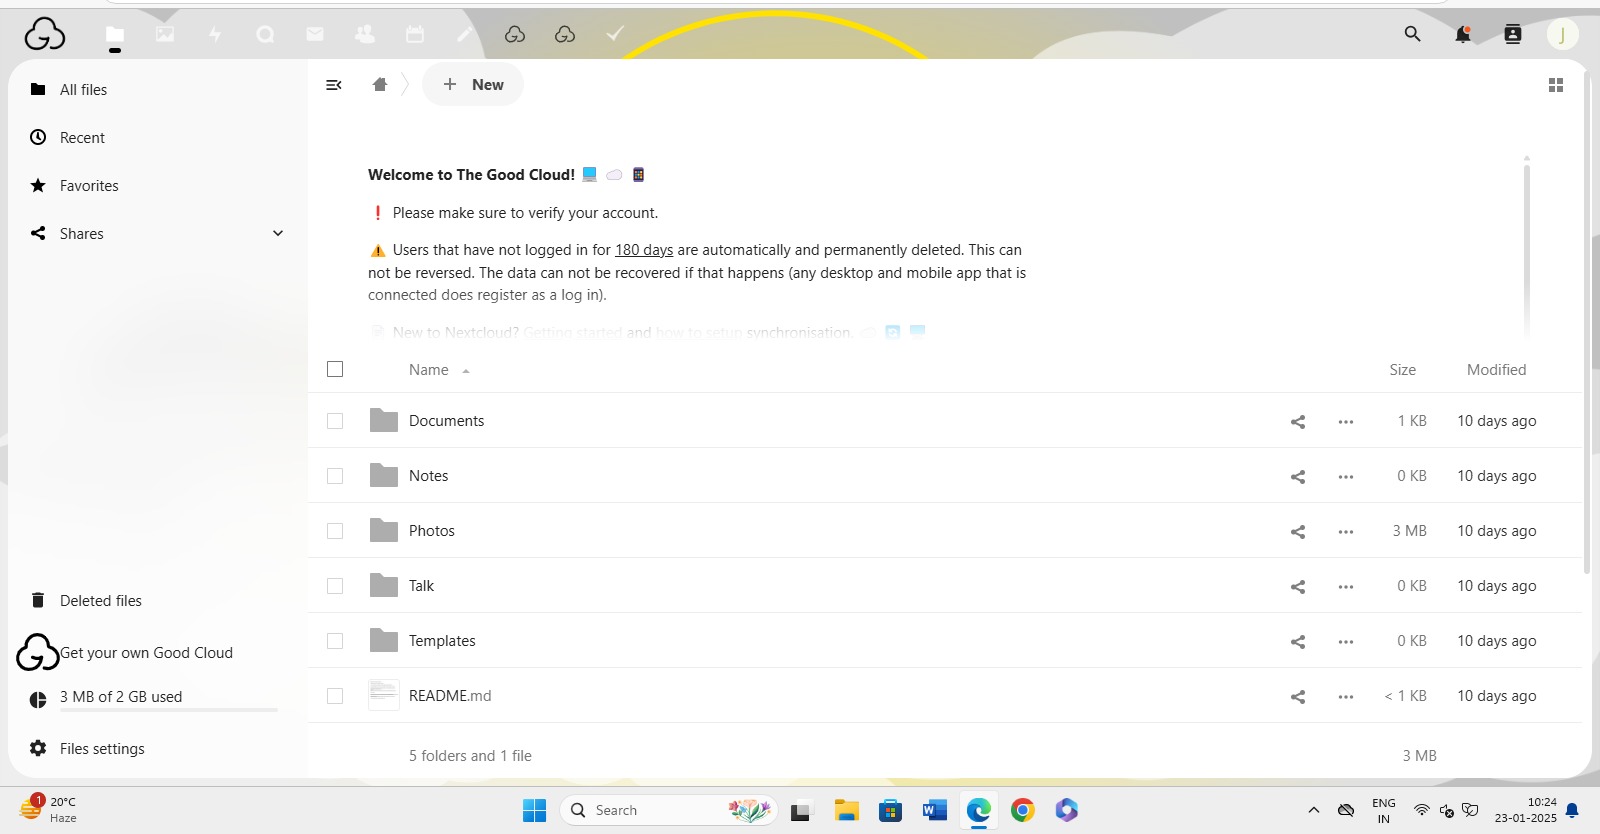 J
All files
Recent
Favorites
Shares
Deleted files
Get your own Good Cloud
3 MB of 2 GB used
Files settings
+ New
Welcome to The Good Cloud! 💻 ☁️ 📱
❗ Please make sure to verify your account.
⚠️ Users that have not logged in for 180 days are automatically and permanently deleted. This can
not be reversed. The data can not be recovered if that happens (any desktop and mobile app that is
connected does register as a log in).
New to Nextcloud? Getting started and how to setup synchronisation.
Name Size Modified
Documents 1 KB 10 days ago
Notes 0 KB 10 days ago
Photos 3 MB 10 days ago
Talk 0 KB 10 days ago
Templates 0 KB 10 days ago
README.md < 1 KB 10 days ago
5 folders and 1 file 3 MB
1
20°C
Haze
Search
ENG
IN
10:24
23-01-2025